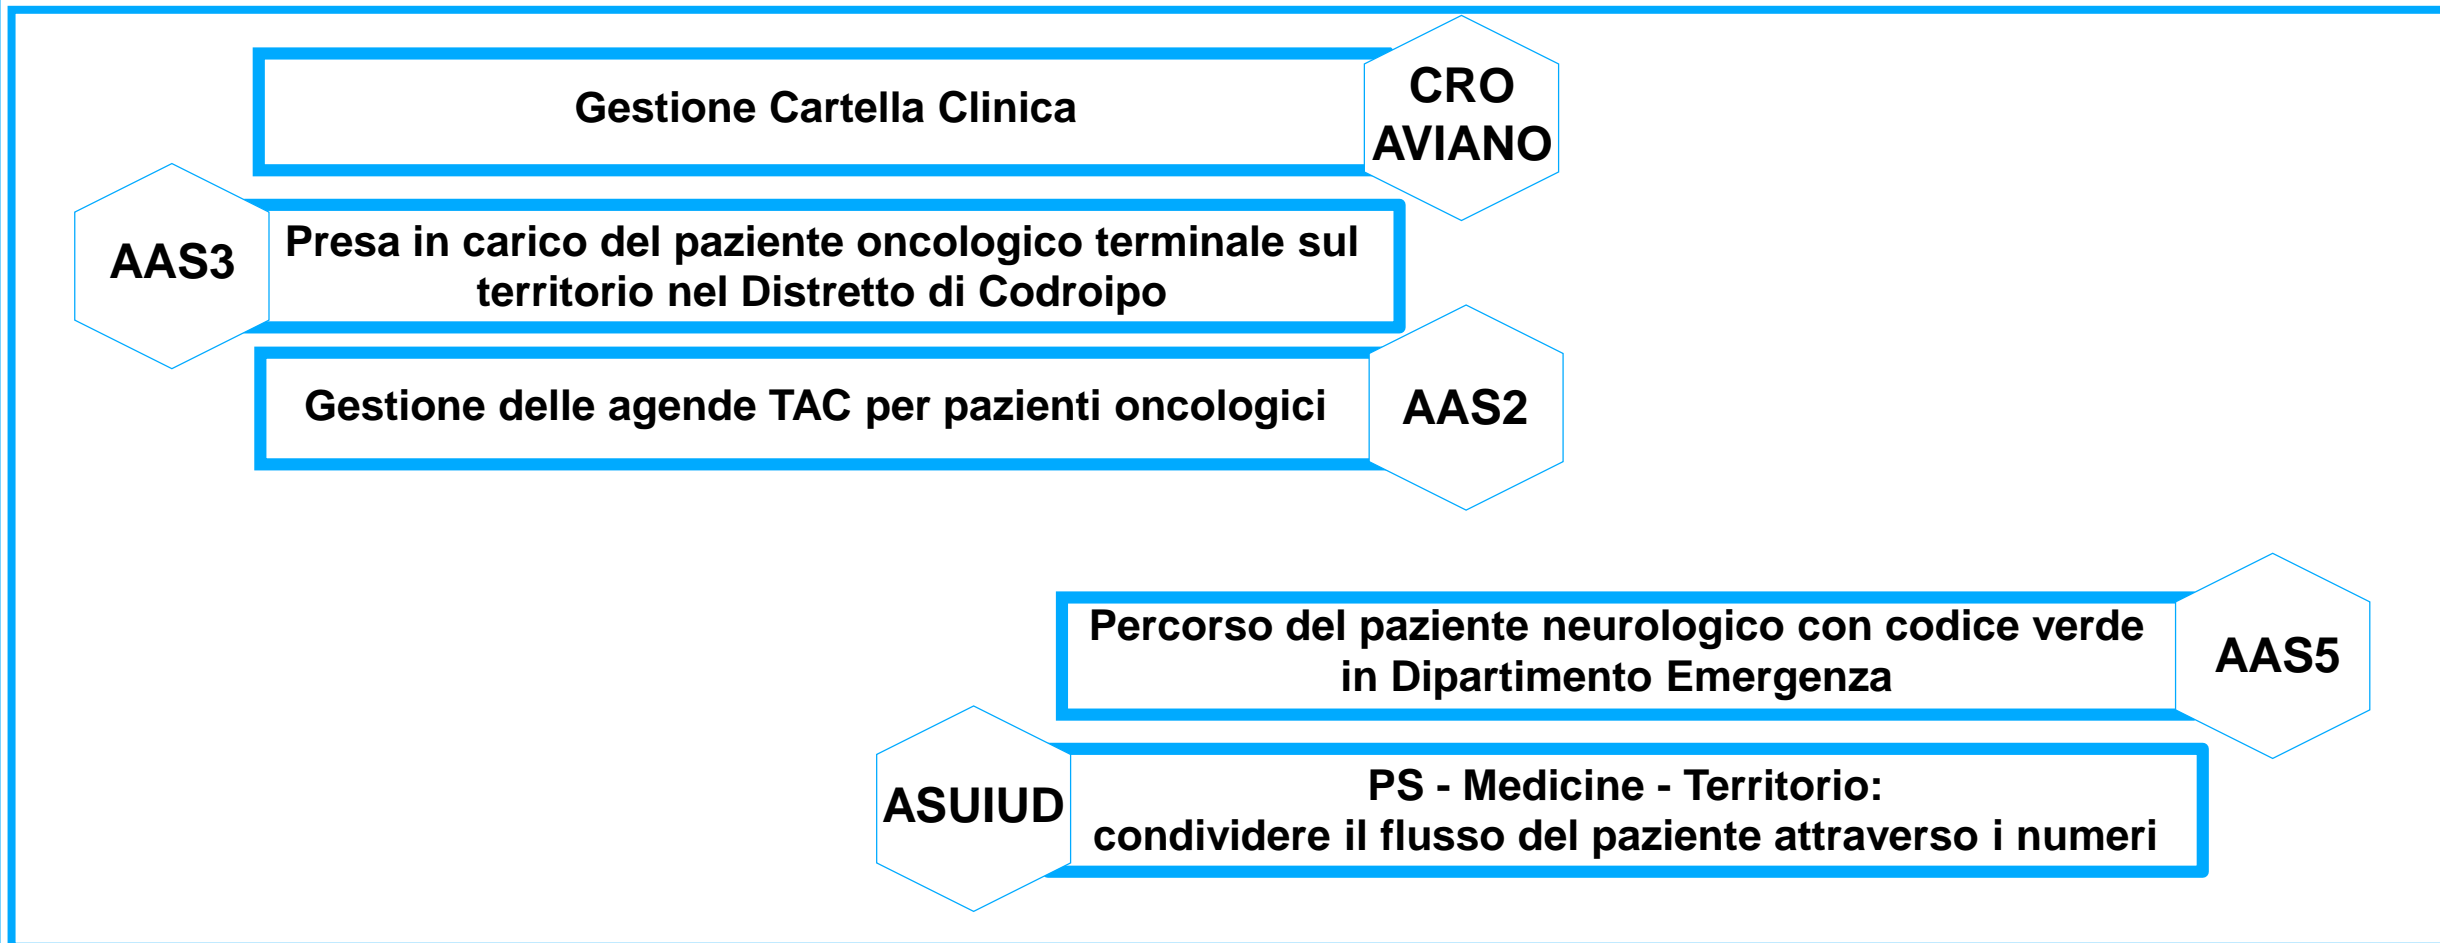 Gestione Cartella Clinica
CRO
AVIANO
AAS3
Presa in carico del paziente oncologico terminale sul
territorio nel Distretto di Codroipo
Gestione delle agende TAC per pazienti oncologici
AAS2
Percorso del paziente neurologico con codice verde
in Dipartimento Emergenza
AAS5
ASUIUD
PS - Medicine - Territorio:
condividere il flusso del paziente attraverso i numeri